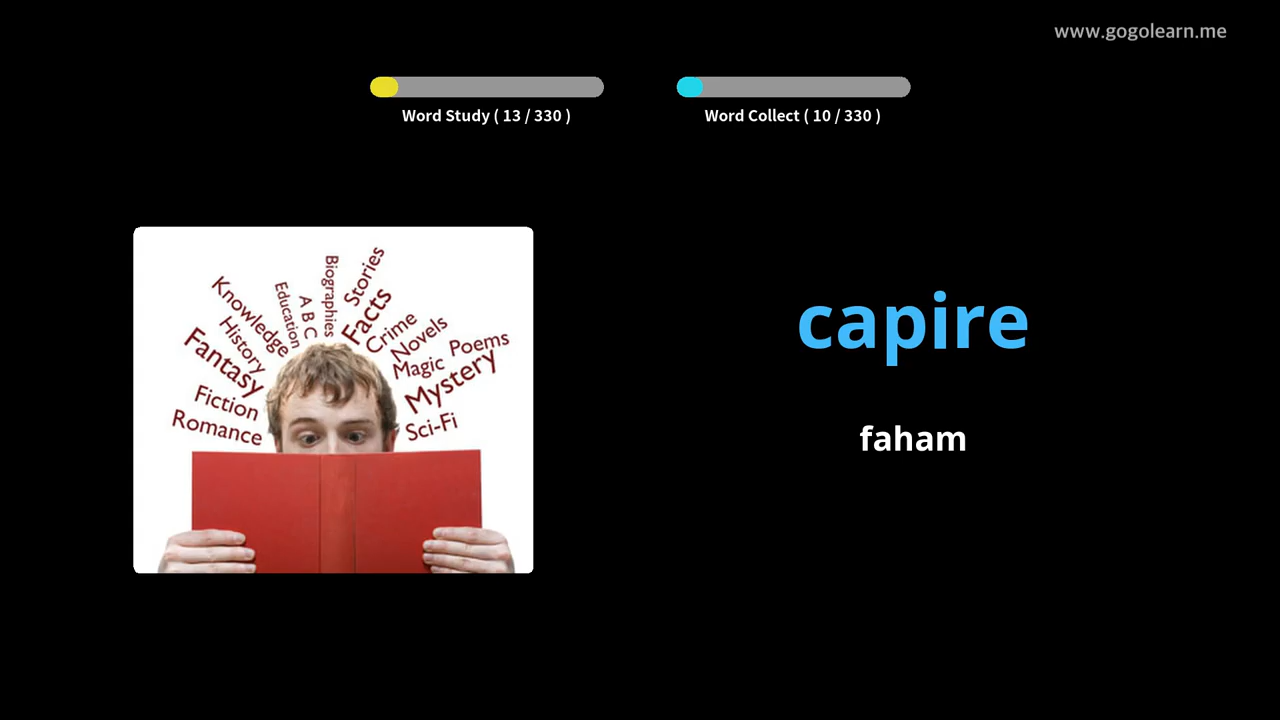 www.gogolearn.me
Word Study ( 13 / 330 )
Word Collect ( 10 / 330 )
Biographies
Stories
Education
A B C
Facts
Knowledge
Crime
History
Novels
Poems
Fantasy
Magic
Mystery
Fiction
Romance
Sci-Fi
capire
faham